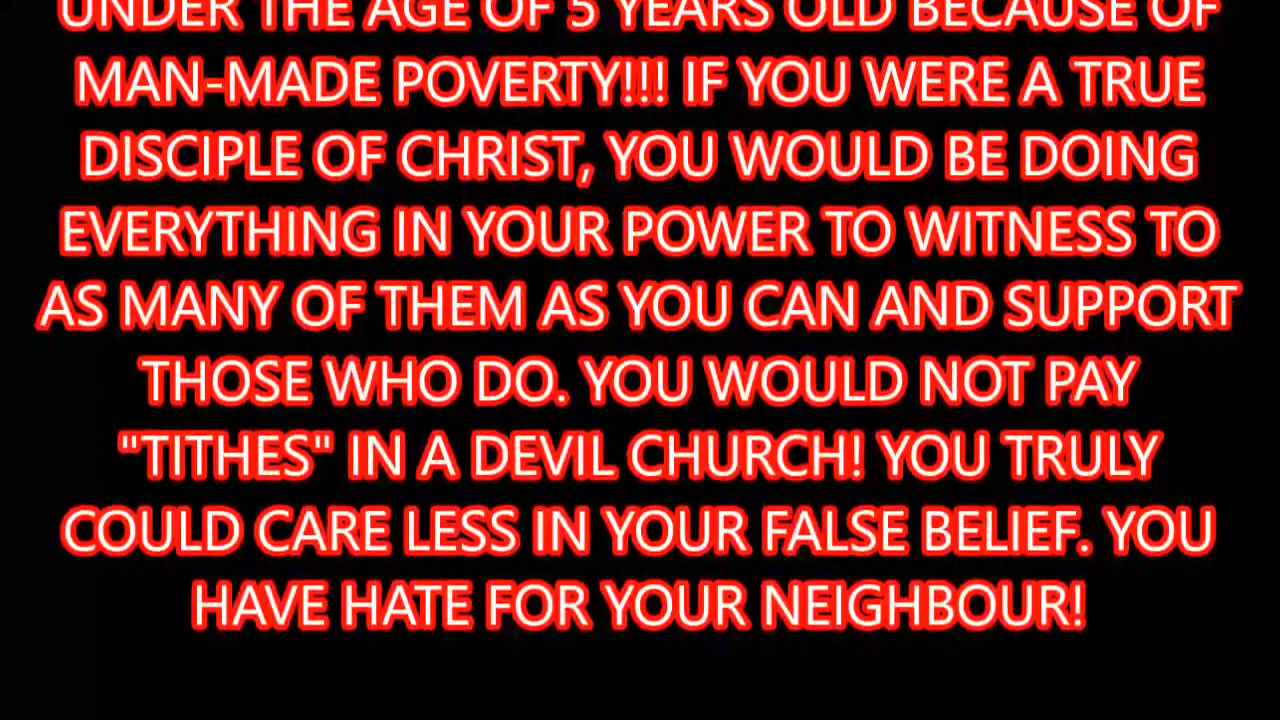 UNDER THE AGE OF 5 YEARS OLD BECAUSE OF
MAN-MADE POVERTY!!! IF YOU WERE A TRUE
DISCIPLE OF CHRIST, YOU WOULD BE DOING
EVERYTHING IN YOUR POWER TO WITNESS TO
AS MANY OF THEM AS YOU CAN AND SUPPORT
THOSE WHO DO. YOU WOULD NOT PAY
"TITHES" IN A DEVIL CHURCH! YOU TRULY
COULD CARE LESS IN YOUR FALSE BELIEF. YOU
HAVE HATE FOR YOUR NEIGHBOUR!